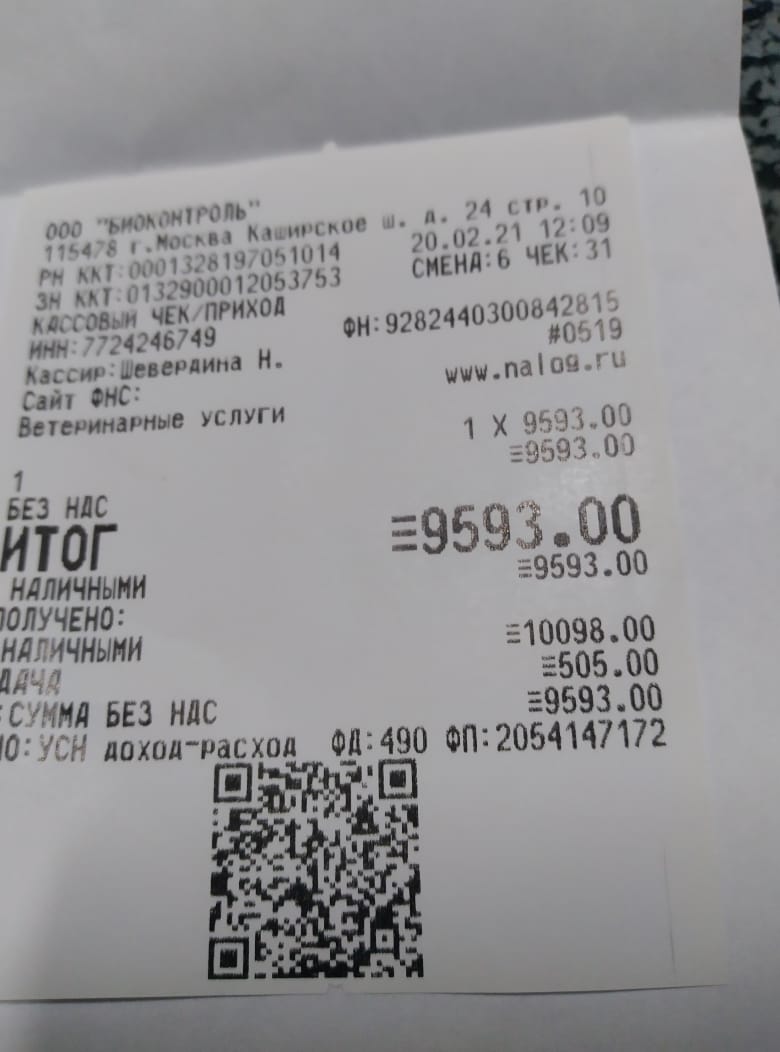 ООО "БИОКОНТРОЛЬ"
115478 г.Москва Каширское ш. д. 24 стр. 10
РН ККТ:0001328197051014 20.02.21 12:09
ЗН ККТ:0132900012053753 СМЕНА:6 ЧЕК:31
КАССОВЫЙ ЧЕК/ПРИХОД
ИНН:7724246749 ФН:9282440300842815
Кассир:Шевердина Н. #0519
Сайт ФНС: www.nalog.ru
Ветеринарные УСЛУГИ
1 X 9593.00
≡9593.00
1
БЕЗ НДС
ИТОГ ≡9593.00
НАЛИЧНЫМИ ≡9593.00
ПОЛУЧЕНО:
НАЛИЧНЫМИ ≡10098.00
ДАЧА ≡505.00
СУММА БЕЗ НДС ≡9593.00
НО:УСН доход-расход ФД:490 ФП:2054147172